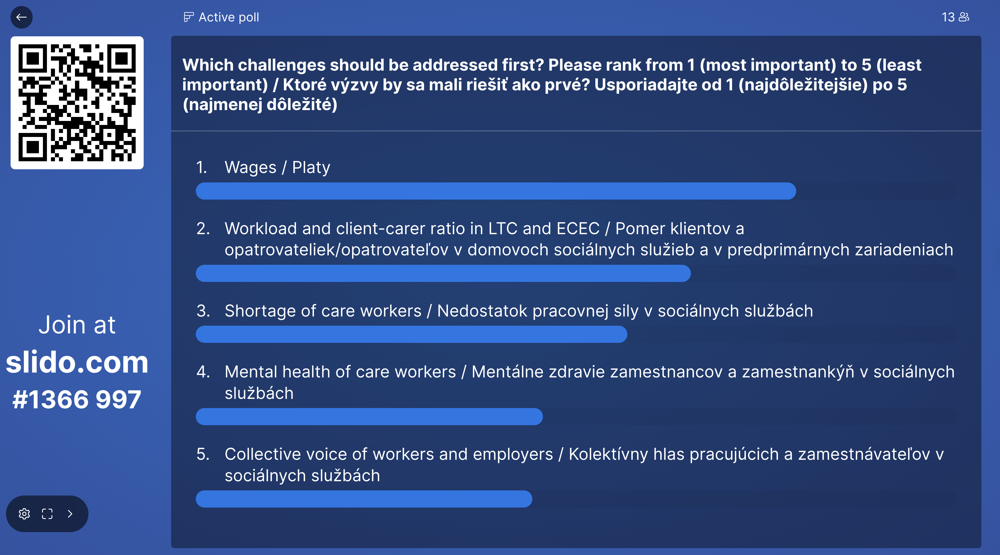 Active poll
13
Which challenges should be addressed first? Please rank from 1 (most important) to 5 (least
important) / Ktoré výzvy by sa mali riešiť ako prvé? Usporiadajte od 1 (najdôležitejšie) po 5
(najmenej dôležité)
1. Wages / Platy
2. Workload and client-carer ratio in LTC and ECEC / Pomer klientov a
opatrovateliek/opatrovateľov v domovoch sociálnych služieb a v predprimárnych zariadeniach
3. Shortage of care workers / Nedostatok pracovnej sily v sociálnych službách
4. Mental health of care workers / Mentálne zdravie zamestnancov a zamestnankýň v sociálnych
službách
5. Collective voice of workers and employers / Kolektívny hlas pracujúcich a zamestnávateľov v
sociálnych službách
Join at
slido.com
#1366 997